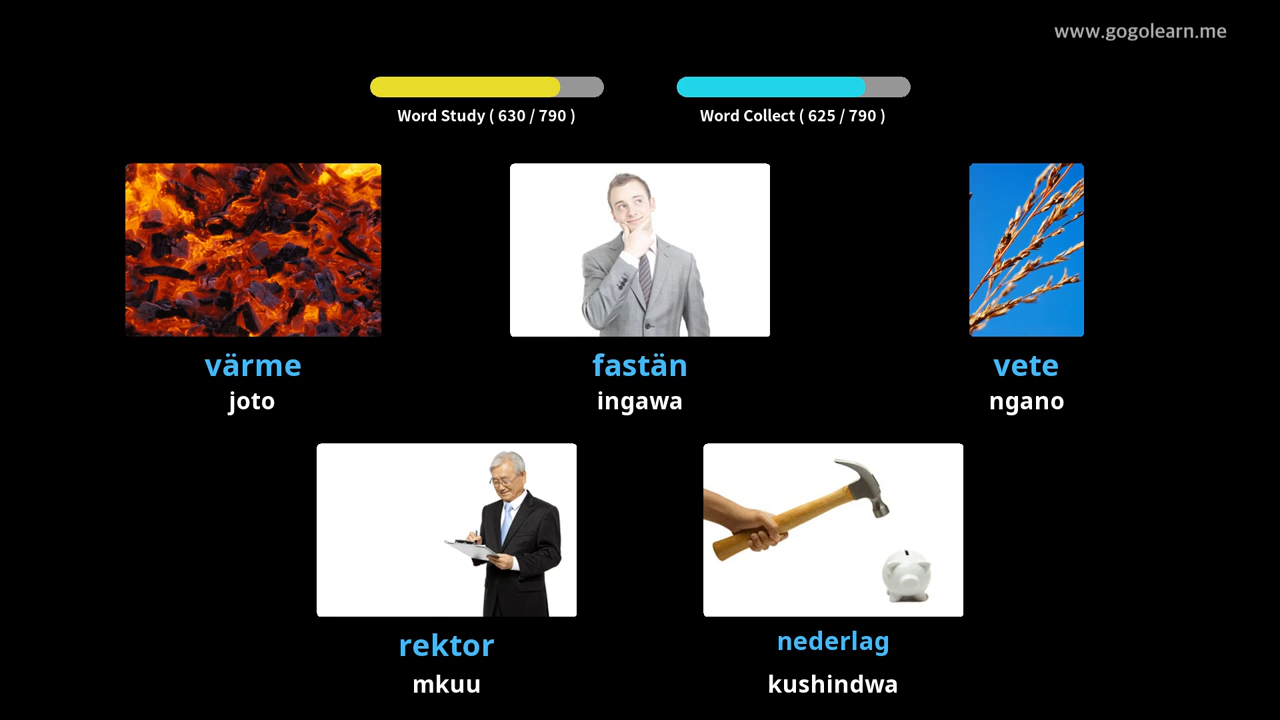 www.gogolearn.me
Word Study ( 630 / 790 )
Word Collect ( 625 / 790 )
värme
joto
fastän
ingawa
vete
ngano
rektor
mkuu
nederlag
kushindwa